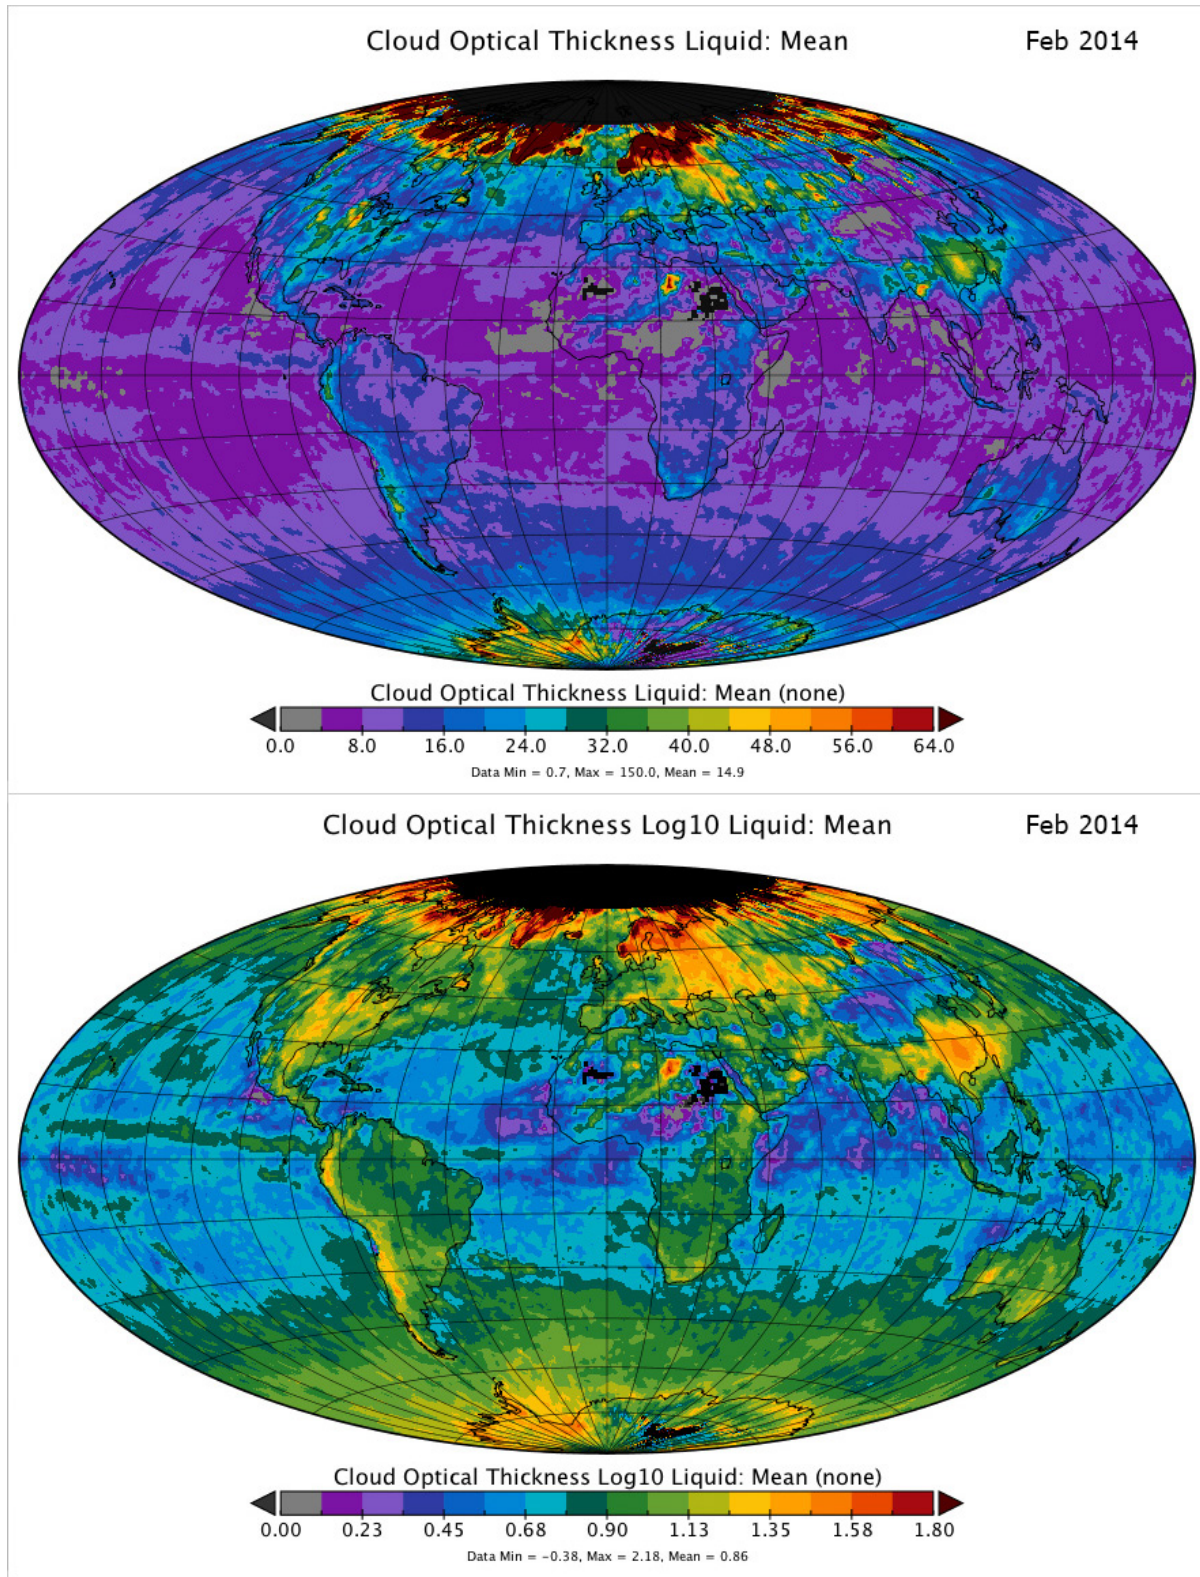 Cloud Optical Thickness Liquid: Mean Feb 2014
Cloud Optical Thickness Liquid: Mean (none)
0.0 8.0 16.0 24.0 32.0 40.0 48.0 56.0 64.0
Data Min = 0.7, Max = 150.0, Mean = 14.9
Cloud Optical Thickness Log10 Liquid: Mean Feb 2014
Cloud Optical Thickness Log10 Liquid: Mean (none)
0.00 0.23 0.45 0.68 0.90 1.13 1.35 1.58 1.80
Data Min = −0.38, Max = 2.18, Mean = 0.86